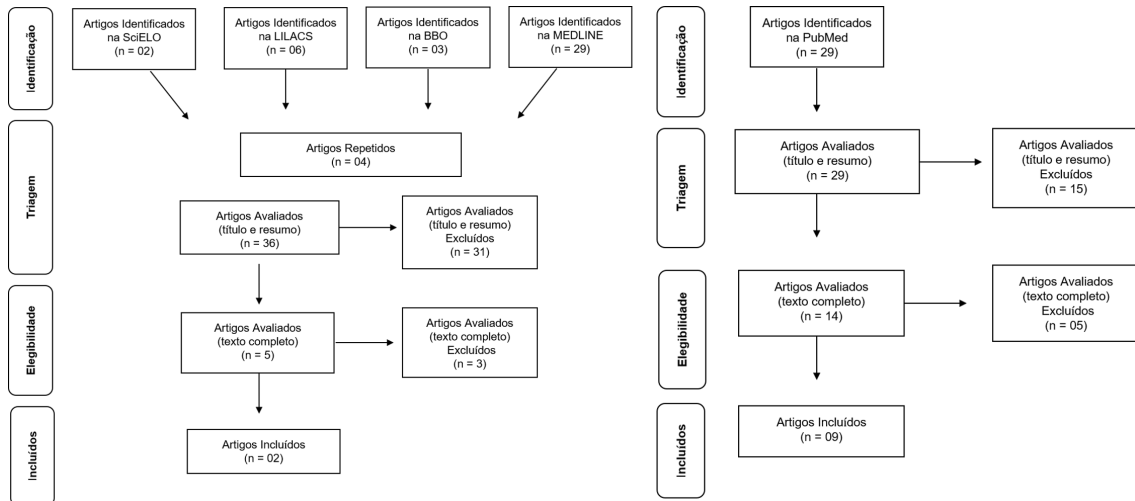 Identificação
Artigos Identificados
na SciELO
(n = 02)
Artigos Identificados
na LILACS
(n = 06)
Artigos Identificados
na BBO
(n = 03)
Artigos Identificados
na MEDLINE
(n = 29)
Triagem
Artigos Repetidos
(n = 04)
Artigos Avaliados
(título e resumo)
(n = 36)
Artigos Avaliados
(título e resumo)
Excluídos
(n = 31)
Elegibilidade
Artigos Avaliados
(texto completo)
(n = 5)
Artigos Avaliados
(texto completo)
Excluídos
(n = 3)
Incluídos
Artigos Incluídos
(n = 02)
Identificação
Artigos Identificados
na PubMed
(n = 29)
Triagem
Artigos Avaliados
(título e resumo)
(n = 29)
Artigos Avaliados
(título e resumo)
Excluídos
(n = 15)
Elegibilidade
Artigos Avaliados
(texto completo)
(n = 14)
Artigos Avaliados
(texto completo)
Excluídos
(n = 05)
Incluídos
Artigos Incluídos
(n = 09)